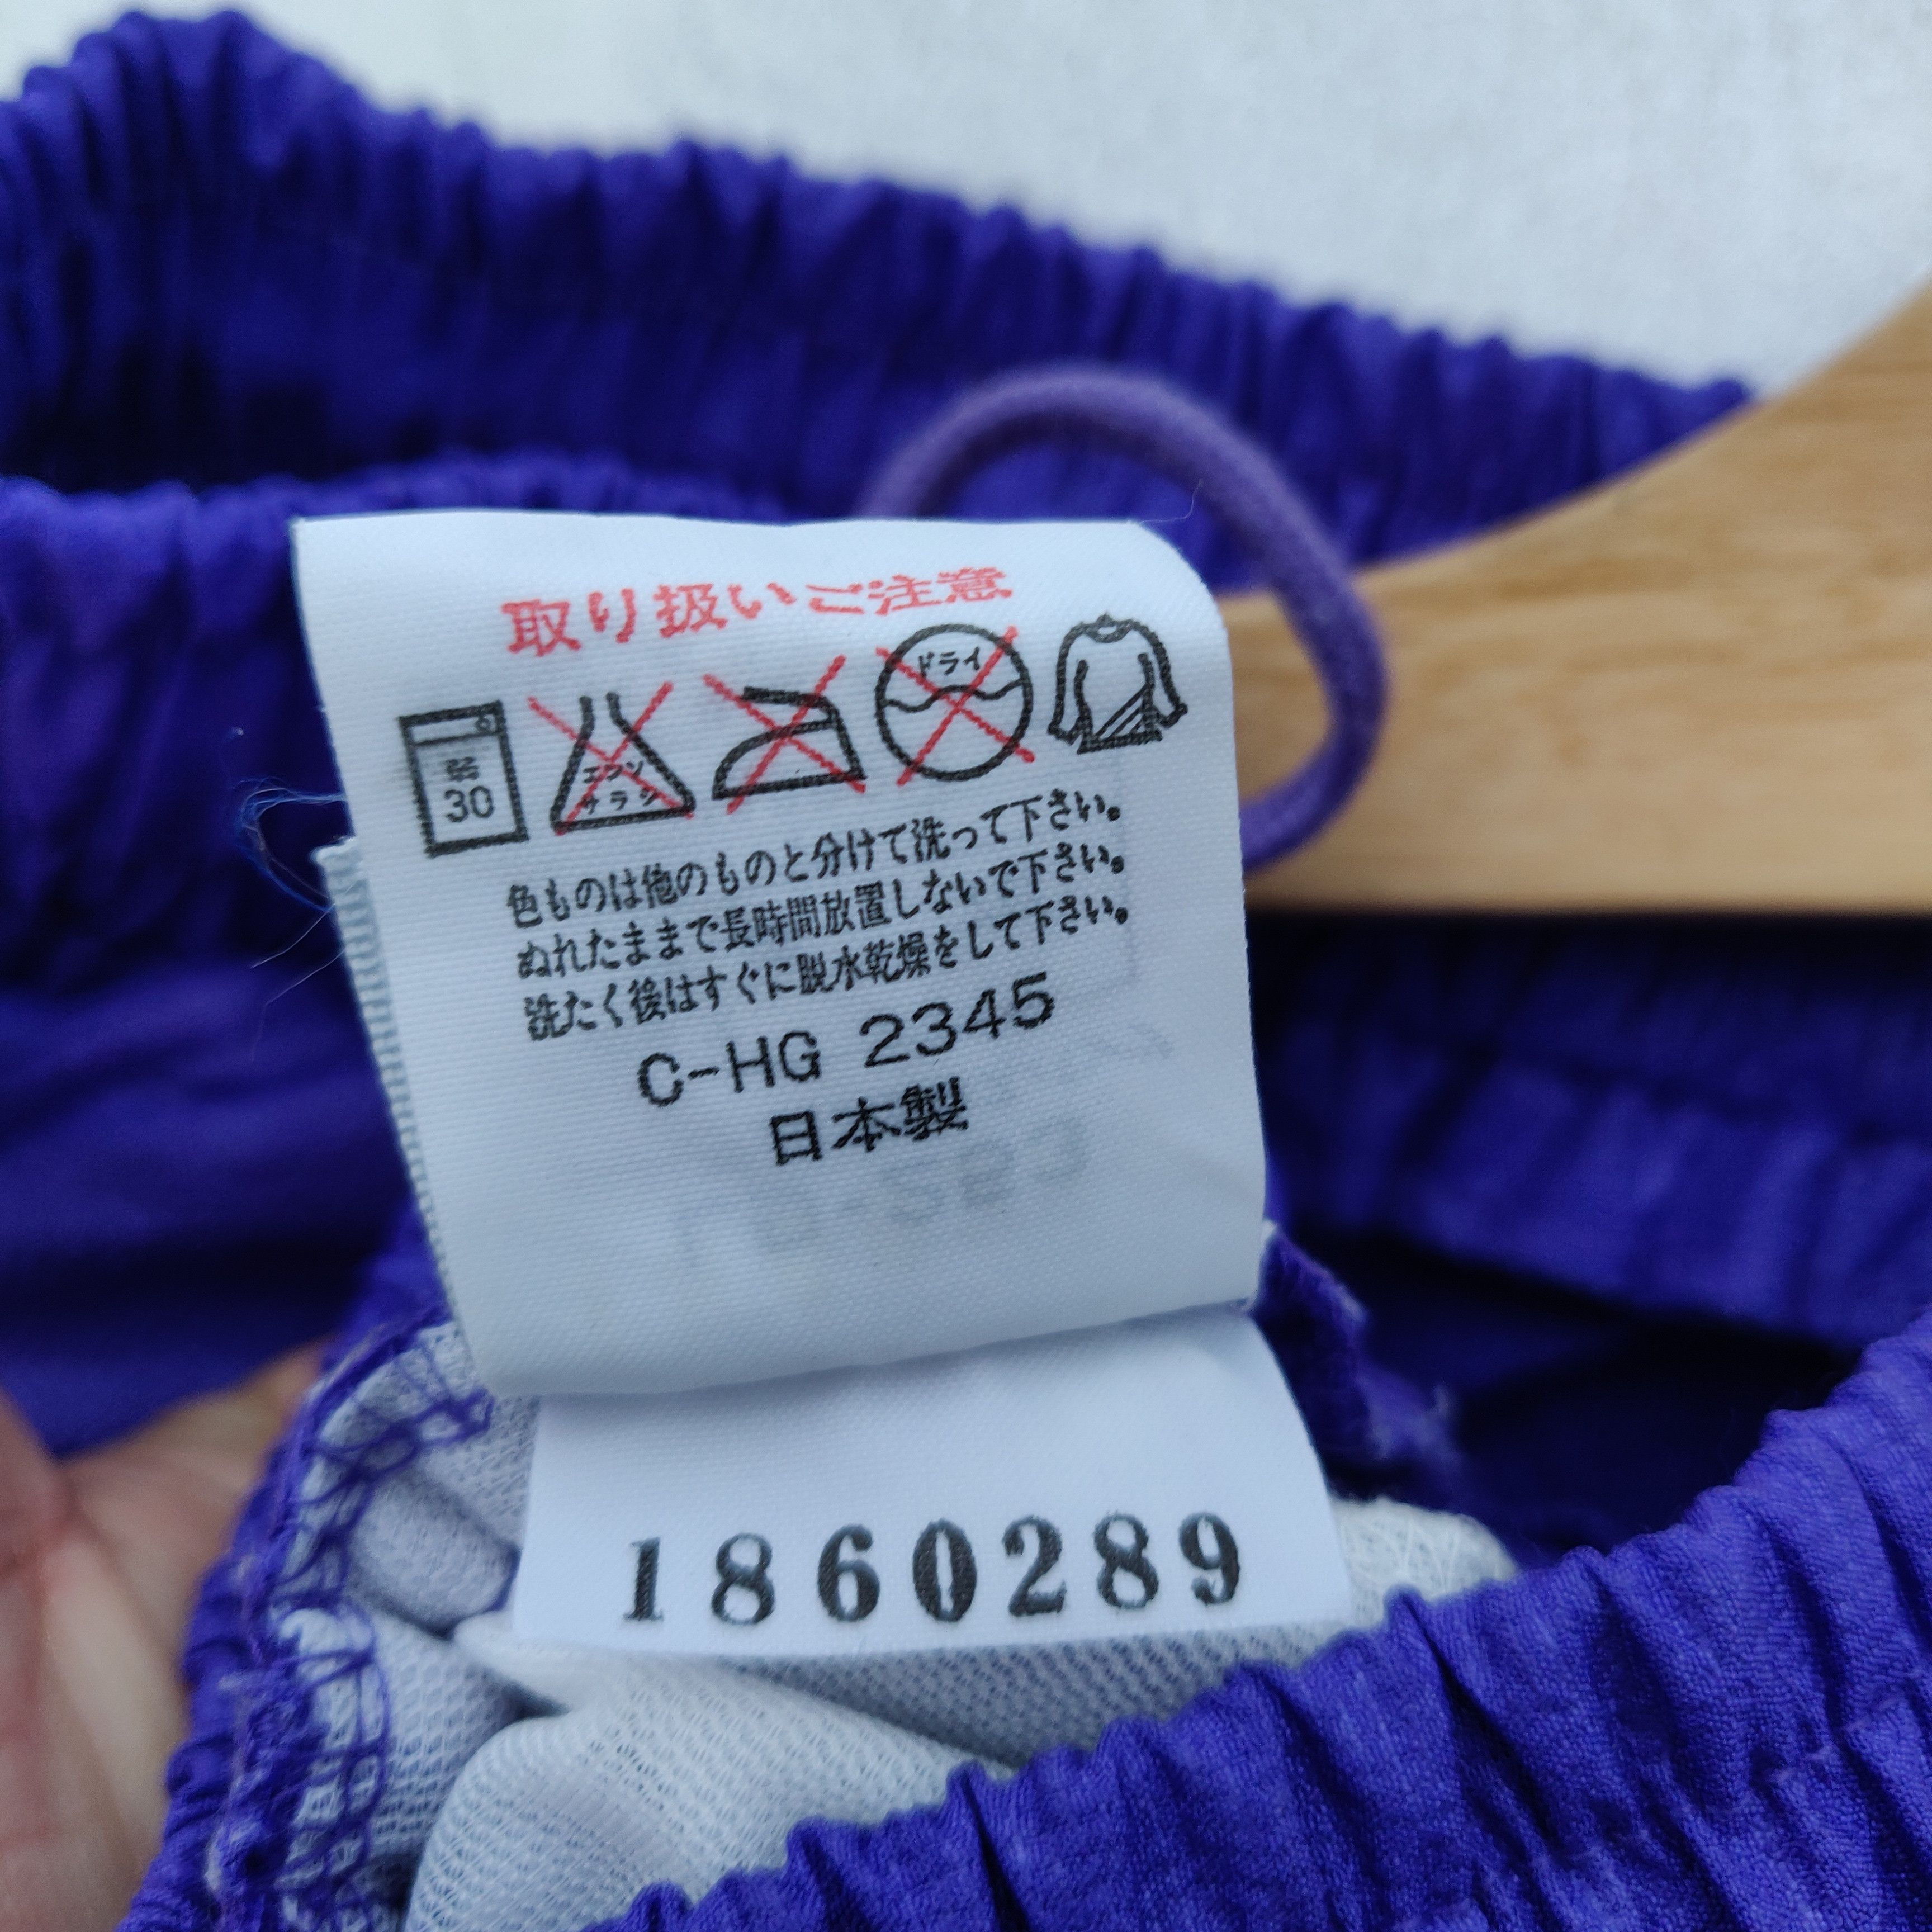 取り扱いご注意
弱
30
エンソ
サラシ
ドライ
色ものは他のものと分けて洗って下さい。
ぬれたままで長時間放置しないで下さい。
洗たく後はすぐに脱水乾燥をして下さい。
C-HG 2345
日本製
1860289